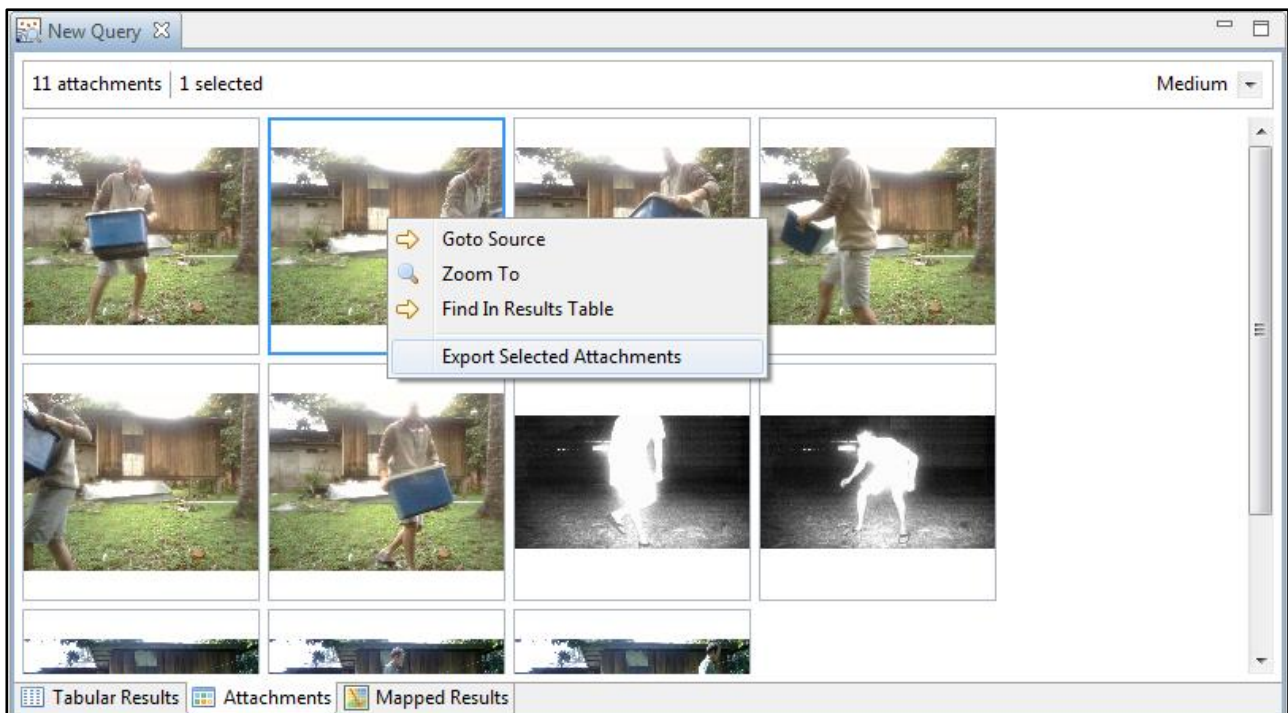 New Query
11 attachments 1 selected
Medium
Goto Source
Zoom To
Find In Results Table
Export Selected Attachments
Tabular Results Attachments Mapped Results